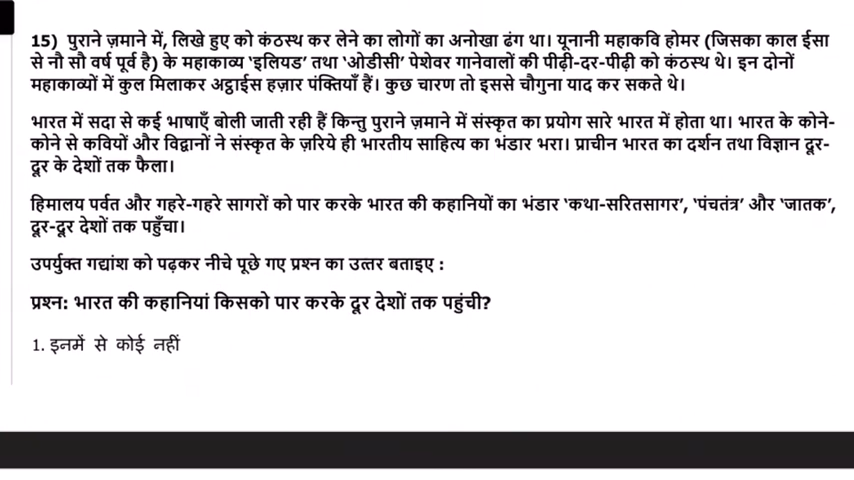 15) पुराने ज़माने में, लिखे हुए को कंठस्थ कर लेने का लोगों का अनोखा ढंग था। यूनानी महाकवि होमर (जिसका काल ईसा
से नौ सौ वर्ष पूर्व है) के महाकाव्य ‘इलियड’ तथा ‘ओडीसी’ पेशेवर गानेवालों की पीढ़ी-दर-पीढ़ी को कंठस्थ थे। इन दोनों
महाकाव्यों में कुल मिलाकर अट्ठाईस हज़ार पंक्तियाँ हैं। कुछ चारण तो इससे चौगुना याद कर सकते थे।
भारत में सदा से कई भाषाएँ बोली जाती रही हैं किन्तु पुराने ज़माने में संस्कृत का प्रयोग सारे भारत में होता था। भारत के कोने-
कोने से कवियों और विद्वानों ने संस्कृत के ज़रिये ही भारतीय साहित्य का भंडार भरा। प्राचीन भारत का दर्शन तथा विज्ञान दूर-
दूर के देशों तक फैला।
हिमालय पर्वत और गहरे-गहरे सागरों को पार करके भारत की कहानियों का भंडार ‘कथा-सरितसागर’, ‘पंचतंत्र’ और ‘जातक’,
दूर-दूर देशों तक पहुँचा।
उपर्युक्त गद्यांश को पढ़कर नीचे पूछे गए प्रश्न का उत्तर बताइए :
प्रश्न: भारत की कहानियां किसको पार करके दूर देशों तक पहुंची?
1. इनमें से कोई नहीं